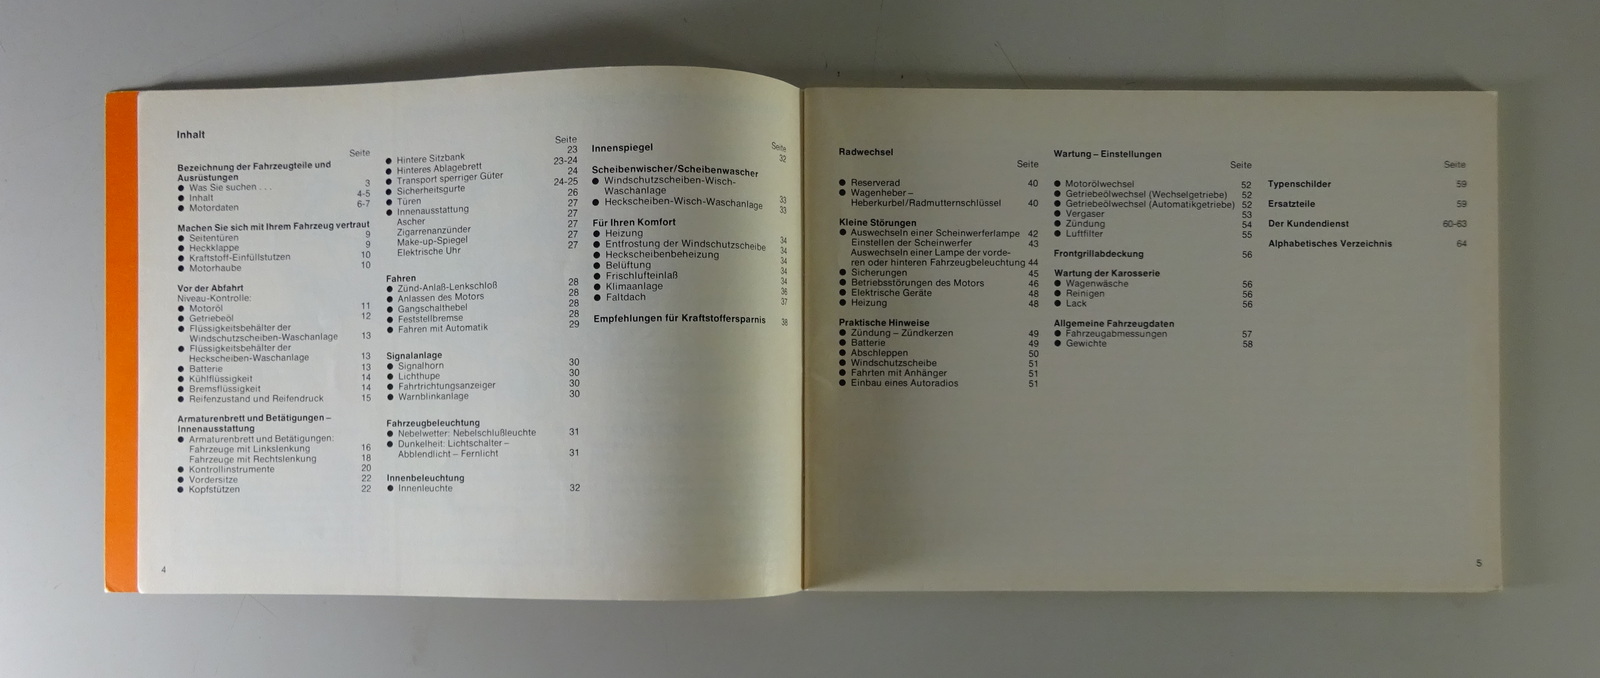 Inhalt
Seite
Bezeichnung der Fahrzeugteile und
Ausrüstungen
● Was Sie suchen . . . 3
● Inhalt 4-5
● Motordaten 6-7
Machen Sie sich mit Ihrem Fahrzeug vertraut
● Seitentüren 9
● Heckklappe 9
● Kraftstoff-Einfüllstutzen 10
● Motorhaube 10
Vor der Abfahrt
Niveau-Kontrolle:
● Motoröl 11
● Getriebeöl 12
● Flüssigkeitsbehälter der
Windschutzscheiben-Waschanlage 13
● Flüssigkeitsbehälter der
Heckscheiben-Waschanlage 13
● Batterie 13
● Kühlflüssigkeit 14
● Bremsflüssigkeit 14
● Reifenzustand und Reifendruck 15
Armaturenbrett und Betätigungen –
Innenausstattung
● Armaturenbrett und Betätigungen:
Fahrzeuge mit Linkslenkung 16
Fahrzeuge mit Rechtslenkung 18
● Kontrollinstrumente 20
● Vordersitze 22
● Kopfstützen 22
Seite
● Hintere Sitzbank 23
● Hinteres Ablagebrett 23-24
● Transport sperriger Güter 24
● Sicherheitsgurte 24-25
● Türen 26
● Innenausstattung 27
Ascher 27
Zigarrenanzünder 27
Make-up-Spiegel 27
Elektrische Uhr 27
Fahren
● Zünd-Anlaß-Lenkschloß 28
● Anlassen des Motors 28
● Gangschalthebel 28
● Feststellbremse 28
● Fahren mit Automatik 29
Signalanlage
● Signalhorn 30
● Lichthupe 30
● Fahrtrichtungsanzeiger 30
● Warnblinkanlage 30
Fahrzeugbeleuchtung
● Nebelwetter: Nebelschlußleuchte 31
● Dunkelheit: Lichtschalter –
Abblendlicht – Fernlicht 31
Innenbeleuchtung
● Innenleuchte 32
Seite
Innenspiegel 32
Scheibenwischer/Scheibenwascher
● Windschutzscheiben-Wisch-
Waschanlage 33
● Heckscheiben-Wisch-Waschanlage 33
Für Ihren Komfort
● Heizung 34
● Entfrostung der Windschutzscheibe 34
● Heckscheibenbeheizung 34
● Belüftung 34
● Frischlufteinlaß 34
● Klimaanlage 36
● Faltdach 37
Empfehlungen für Kraftstoffersparnis 38
4
Radwechsel
Seite
● Reserverad 40
● Wagenheber –
Heberkurbel/Radmutternschlüssel 40
Kleine Störungen
● Auswechseln einer Scheinwerferlampe 42
Einstellen der Scheinwerfer 43
Auswechseln einer Lampe der vorde-
ren oder hinteren Fahrzeugbeleuchtung 44
● Sicherungen 45
● Betriebsstörungen des Motors 46
● Elektrische Geräte 48
● Heizung 48
Praktische Hinweise
● Zündung – Zündkerzen 49
● Batterie 49
● Abschleppen 50
● Windschutzscheibe 51
● Fahrten mit Anhänger 51
● Einbau eines Autoradios 51
Wartung – Einstellungen
Seite
● Motorölwechsel 52
● Getriebeölwechsel (Wechselgetriebe) 52
● Getriebeölwechsel (Automatikgetriebe) 52
● Vergaser 53
● Zündung 54
● Luftfilter 55
Frontgrillabdeckung 56
Wartung der Karosserie
● Wagenwäsche 56
● Reinigen 56
● Lack 56
Allgemeine Fahrzeugdaten
● Fahrzeugabmessungen 57
● Gewichte 58
Seite
Typenschilder 59
Ersatzteile 59
Der Kundendienst 60-63
Alphabetisches Verzeichnis 64
5